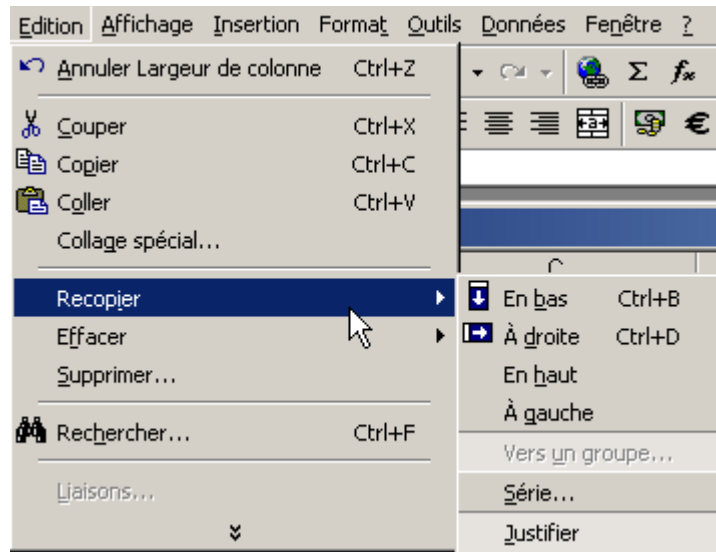 Edition Affichage Insertion Format Outils Données Fenêtre ?
Annuler Largeur de colonne Ctrl+Z
Couper Ctrl+X
Copier Ctrl+C
Coller Ctrl+V
Collage spécial...
Recopier
Effacer
Supprimer...
Rechercher... Ctrl+F
Liaisons...
En bas Ctrl+B
À droite Ctrl+D
En haut
À gauche
Vers un groupe...
Série...
Justifier